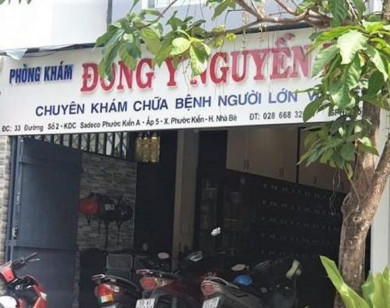 PHÒNG KHÁM ĐÔNG Y NGUYỄN
CHUYÊN KHÁM CHỮA BỆNH NGƯỜI LỚN
ĐC: 33 Đường Số 2 - KDC Sadeco Phước Kiển A - Ấp 5 - X. Phước Kiển - H. Nhà Bè ĐT: 028 668 32